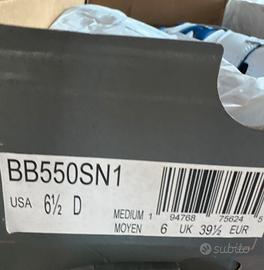 BB550SN1
USA 6½ D
MEDIUM 1 94768 75624 5
MOYEN 6 UK 39½ EUR
subito